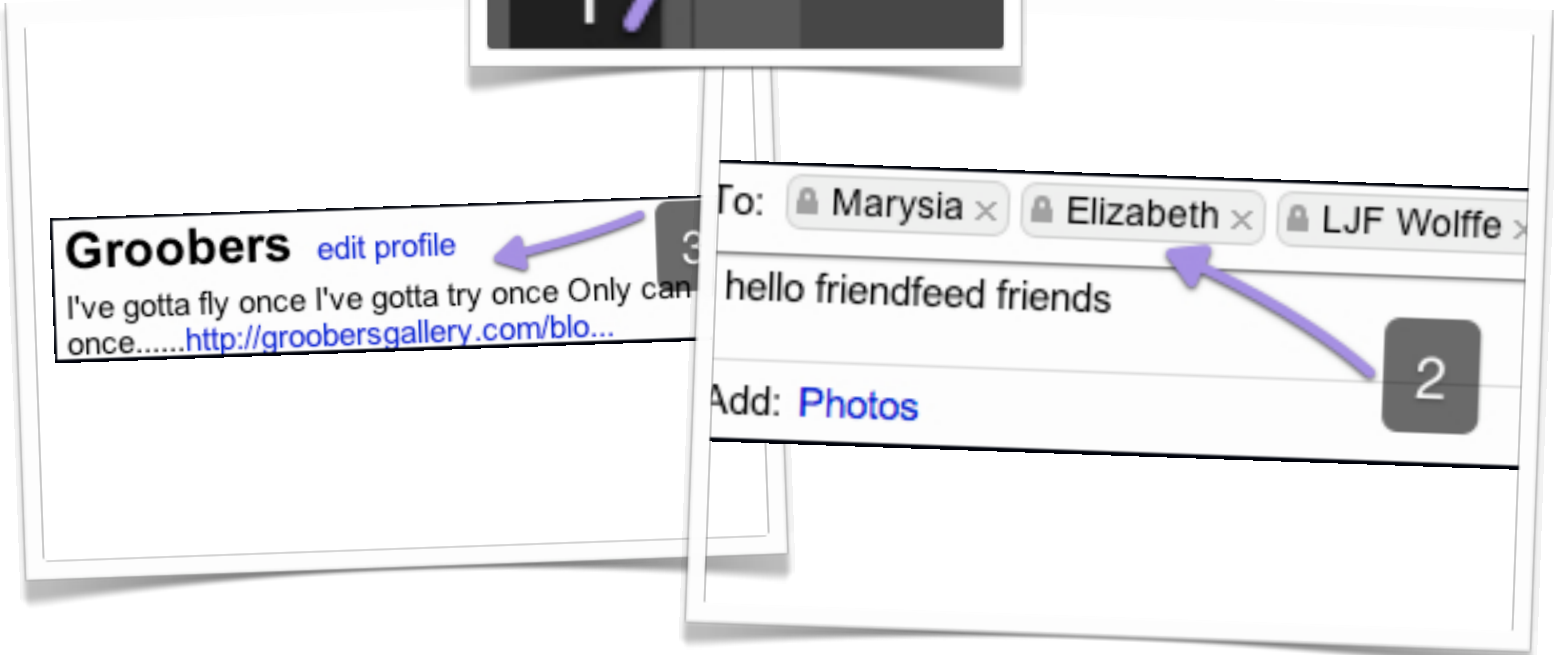 Groobers edit profile
3
I've gotta fly once I've gotta try once Only can
once......http://groobersgallery.com/blo...
To: Marysia × Elizabeth × LJF Wolffe ×
hello friendfeed friends
2
Add: Photos